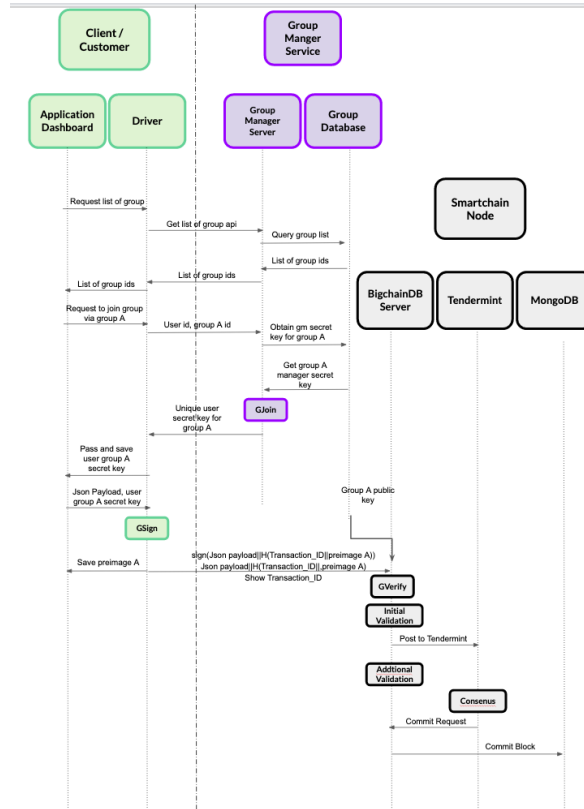 Client /
Customer
Group
Manger
Service
Application
Dashboard
Driver
Group
Manager
Server
Group
Database
Smartchain
Node
Request list of group
Get list of group api
Query group list
List of group ids
List of group ids
List of group ids
BigchainDB
Server
Tendermint
MongoDB
Request to join group
via group A
User id, group A id
Obtain gm secret
key for group A
Get group A
manager secret
key
GJoin
Unique user
secret key for
group A
Pass and save
user group A
secret key
Json Payload, user
group A secret key
Group A public
key
GSign
sign(Json payload||H(Transaction_ID||preimage A))
Save preimage A
Json payload||H(Transaction_ID||,preimage A)
Show Transaction_ID
GVerify
Initial
Validation
Post to Tendermint
Addtional
Validation
Consenus
Commit Request
Commit Block